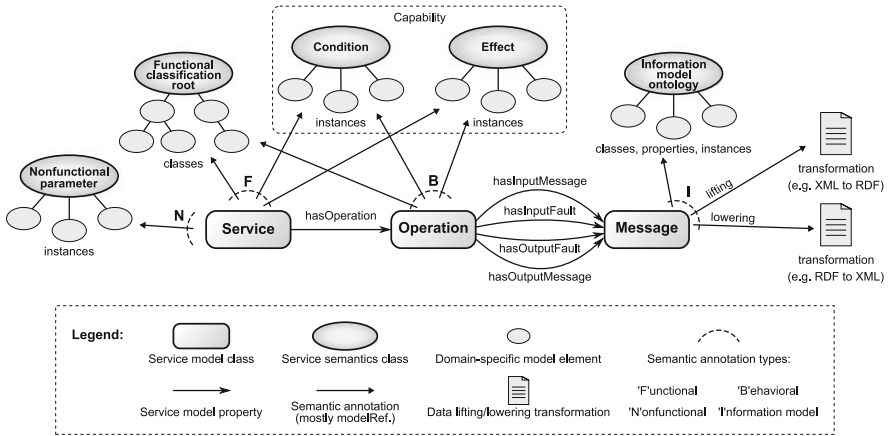 Capability
Condition
Effect
Functional
classification
root
Information
model
ontology
instances
instances
classes
classes, properties, instances
Nonfunctional
parameter
instances
N
F
B
I
Service
hasOperation
Operation
hasInputMessage
hasInputFault
hasOutputFault
hasOutputMessage
Message
lifting
lowering
transformation
(e.g. XML to RDF)
transformation
(e.g. RDF to XML)
Legend:
Service model class
Service semantics class
Domain-specific model element
Semantic annotation types:
Service model property
Semantic annotation
(mostly modelRef.)
Data lifting/lowering transformation
'F'unctional
'B'ehavioral
'N'onfunctional
'I'nformation model